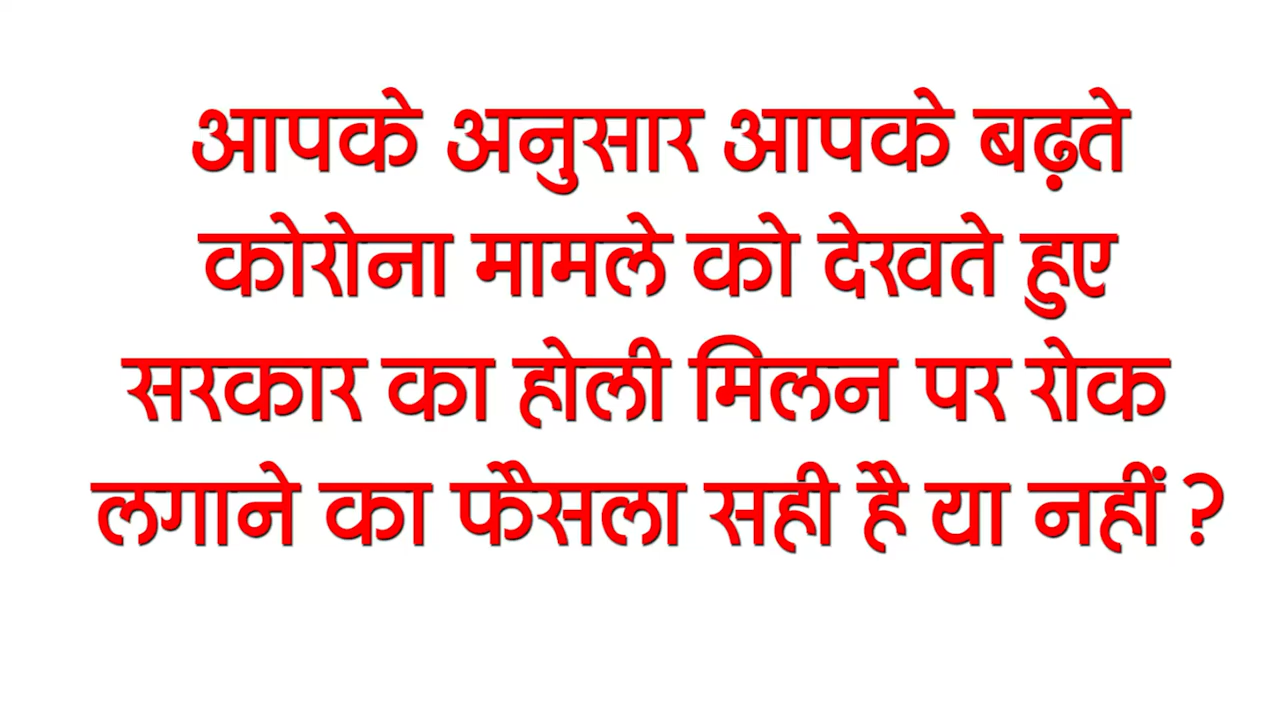 आपके अनुसार आपके बढ़ते
कोरोना मामले को देखते हुए
सरकार का होली मिलन पर रोक
लगाने का फैसला सही है या नहीं ?